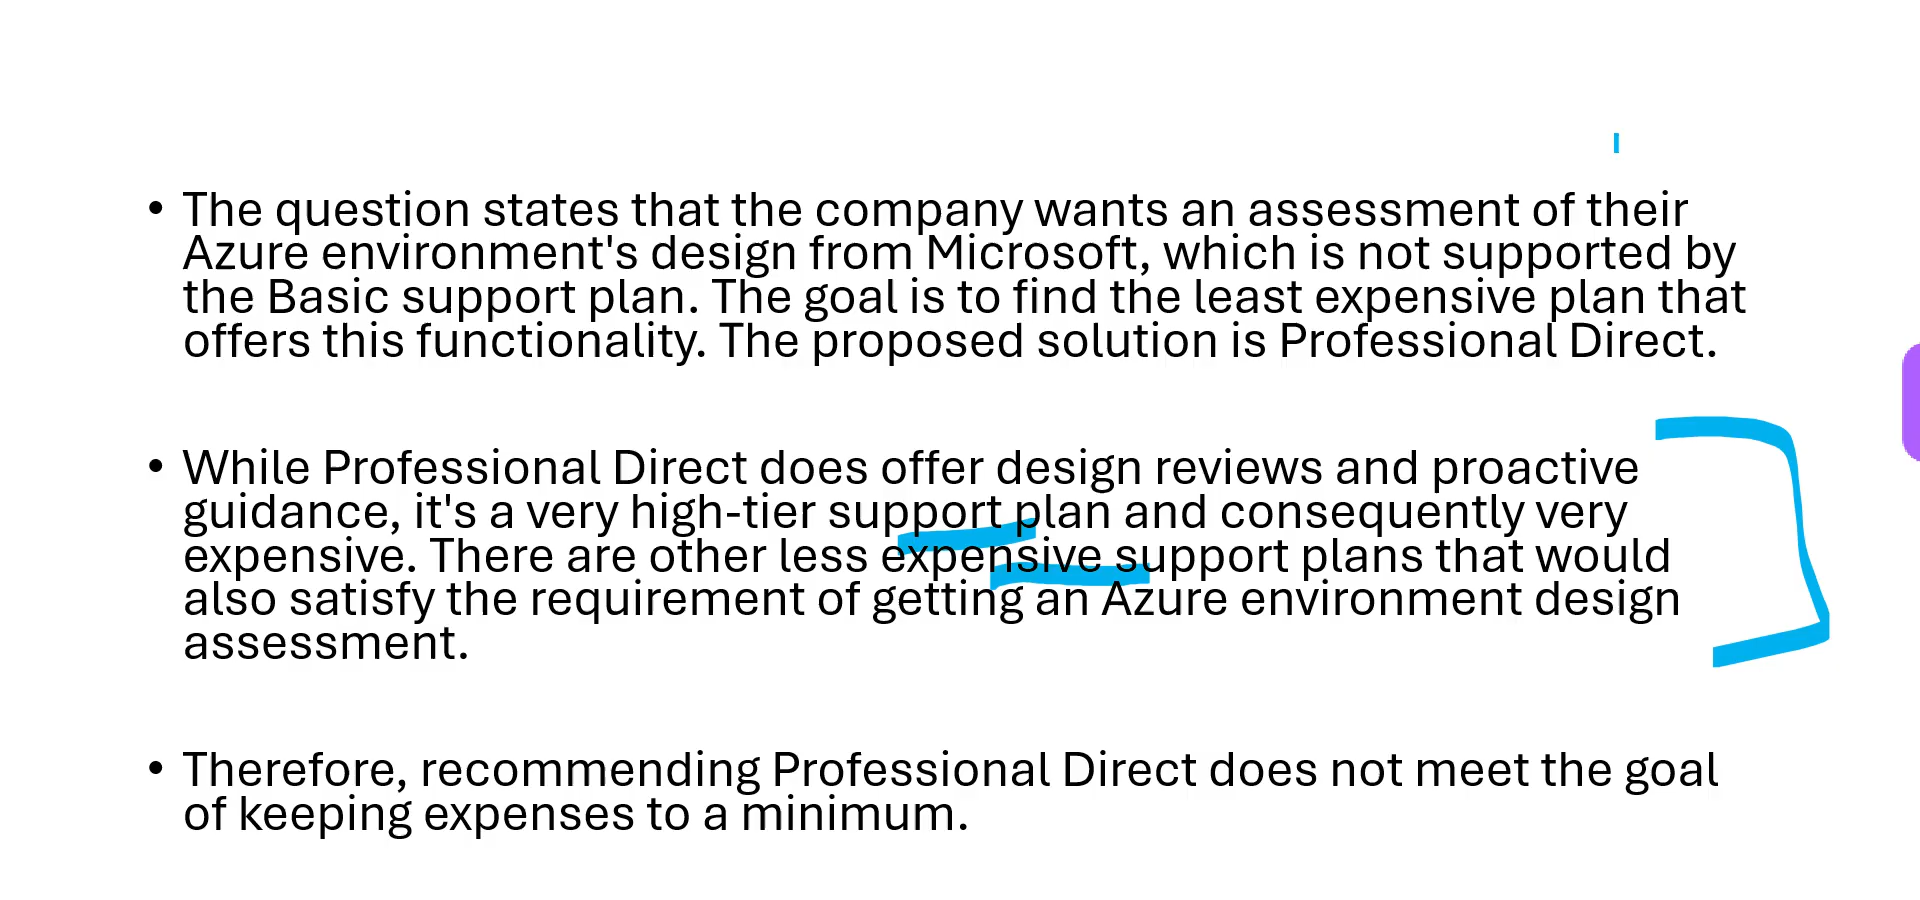 • The question states that the company wants an assessment of their
Azure environment's design from Microsoft, which is not supported by
the Basic support plan. The goal is to find the least expensive plan that
offers this functionality. The proposed solution is Professional Direct.
• While Professional Direct does offer design reviews and proactive
guidance, it's a very high-tier support plan and consequently very
expensive. There are other less expensive support plans that would
also satisfy the requirement of getting an Azure environment design
assessment.
• Therefore, recommending Professional Direct does not meet the goal
of keeping expenses to a minimum.